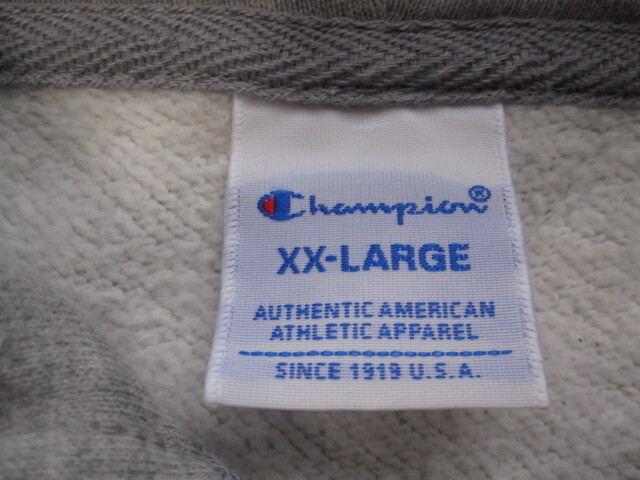 Champion®
XX-LARGE
AUTHENTIC AMERICAN
ATHLETIC APPAREL
SINCE 1919 U.S.A.